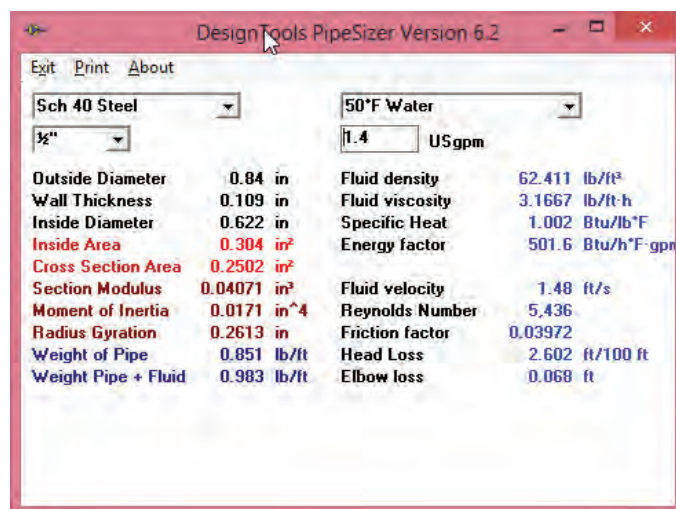 DesignTools PipeSizer Version 6.2
Exit Print About
Sch 40 Steel
50°F Water
½"
1.4 USgpm
Outside Diameter 0.84 in
Wall Thickness 0.109 in
Inside Diameter 0.622 in
Inside Area 0.304 in²
Cross Section Area 0.2502 in²
Section Modulus 0.04071 in³
Moment of Inertia 0.0171 in^4
Radius Gyration 0.2613 in
Weight of Pipe 0.851 lb/ft
Weight Pipe + Fluid 0.983 lb/ft
Fluid density 62.411 lb/ft³
Fluid viscosity 3.1667 lb/ft·h
Specific Heat 1.002 Btu/lb°F
Energy factor 501.6 Btu/h°F·gpm
Fluid velocity 1.48 ft/s
Reynolds Number 5,436
Friction factor 0.03972
Head Loss 2.602 ft/100 ft
Elbow loss 0.068 ft